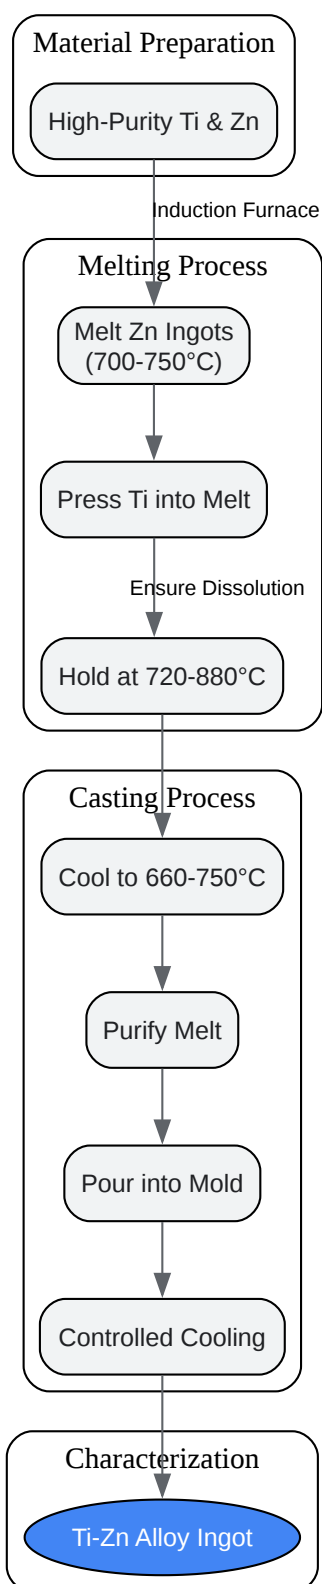 Material Preparation
High-Purity Ti & Zn
Induction Furnace
Melting Process
Melt Zn Ingots
(700-750°C)
Press Ti into Melt
Ensure Dissolution
Hold at 720-880°C
Casting Process
Cool to 660-750°C
Purify Melt
Pour into Mold
Controlled Cooling
Characterization
Ti-Zn Alloy Ingot